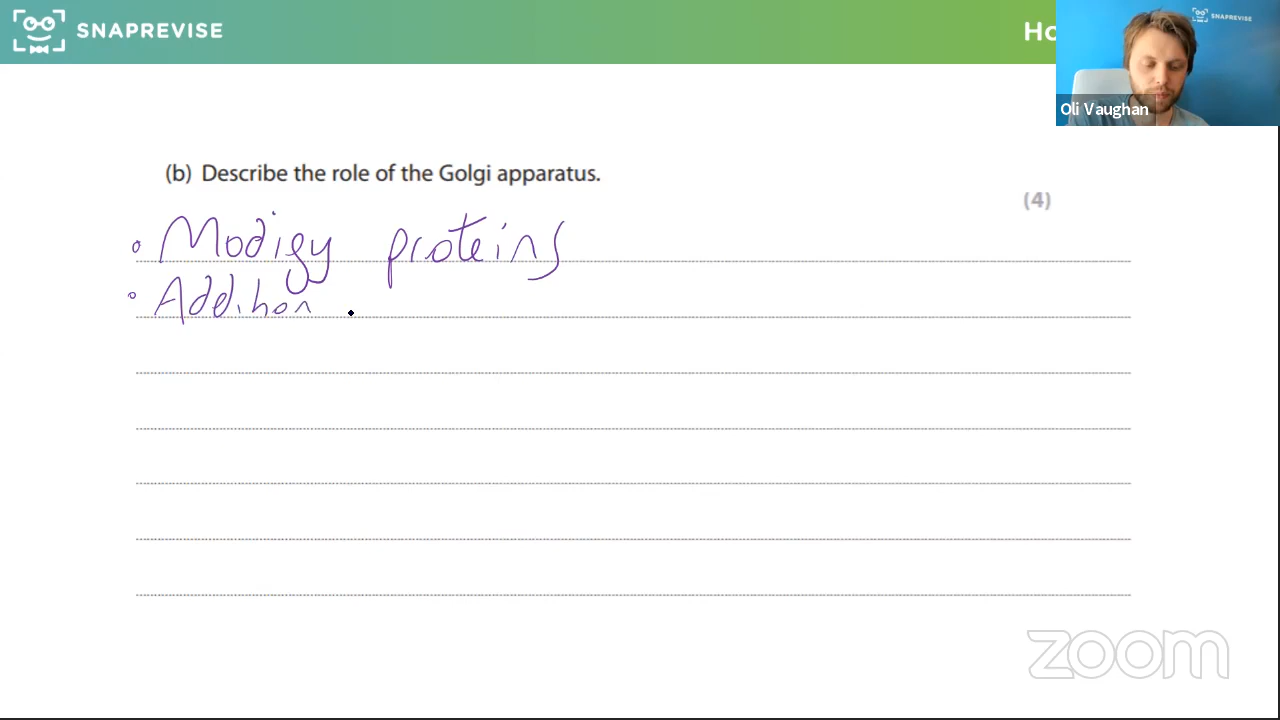 SNAPREVISE
Ho
SNAPREVISE
Oli Vaughan
(b) Describe the role of the Golgi apparatus.
(4)
• Modify proteins
• Addition
zoom